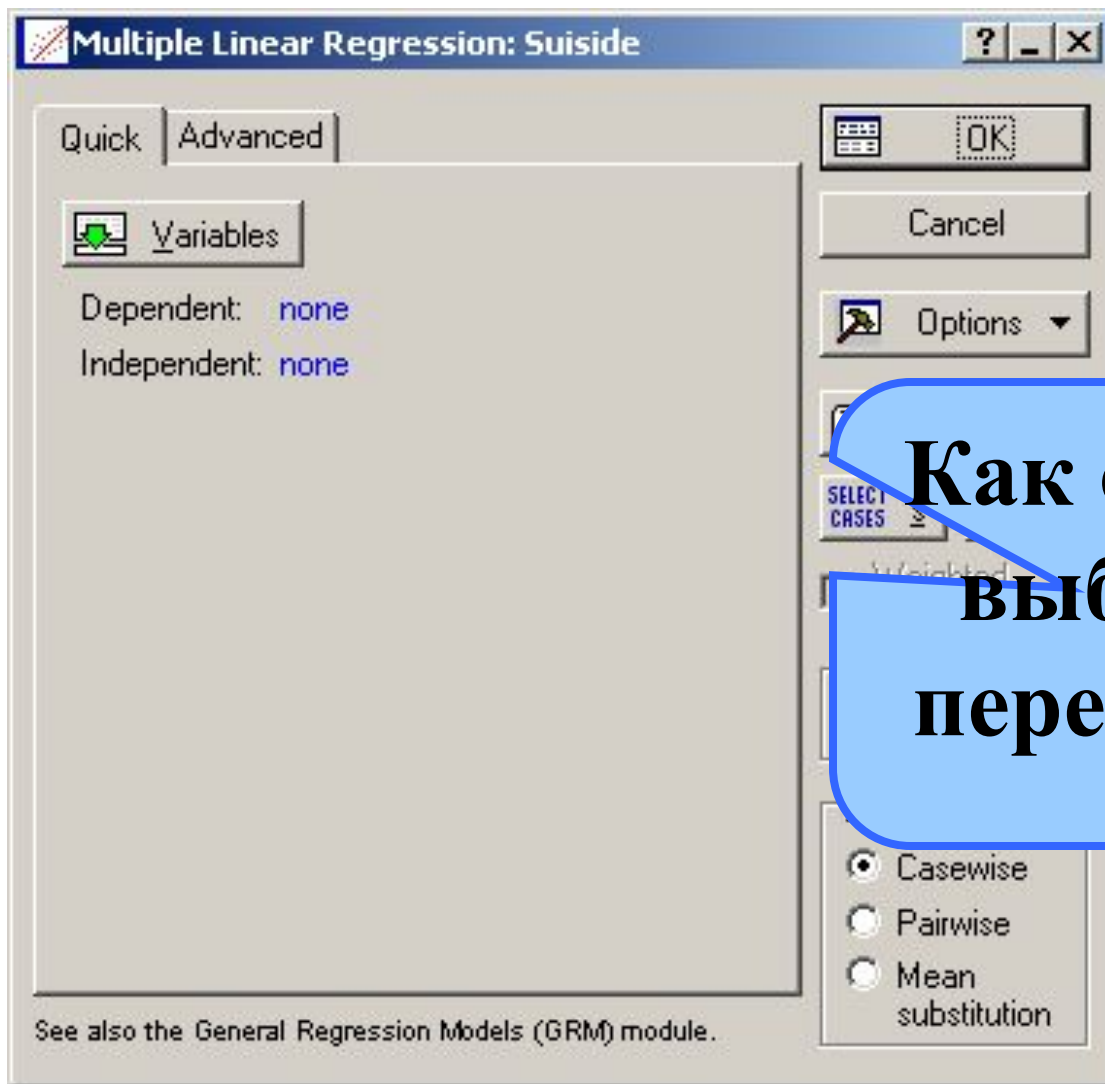 Multiple Linear Regression: Suiside
Quick
Advanced
Variables
Dependent: none
Independent: none
See also the General Regression Models (GRM) module.
OK
Cancel
Options
SELECT
CASES
Weighted
Как
Casewise
Pairwise
Mean
substitution